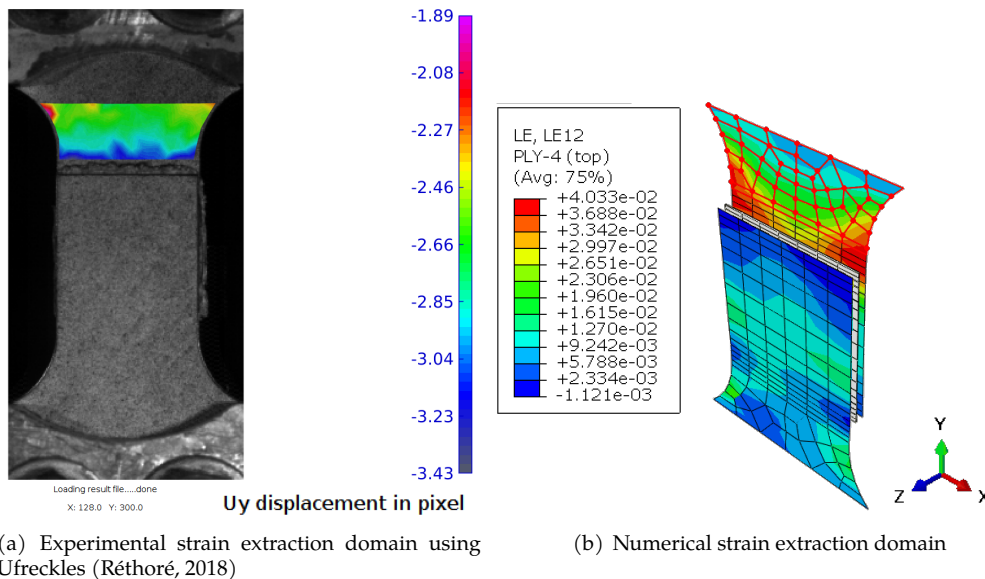 -1.89
-2.08
-2.27
-2.46
-2.66
-2.85
-3.04
-3.23
-3.43
Loading result file.....done
X: 128.0 Y: 300.0
Uy displacement in pixel
LE, LE12
PLY-4 (top)
(Avg: 75%)
+4.033e-02
+3.688e-02
+3.342e-02
+2.997e-02
+2.651e-02
+2.306e-02
+1.960e-02
+1.615e-02
+1.270e-02
+9.242e-03
+5.788e-03
+2.334e-03
-1.121e-03
Y
Z
X
(a) Experimental strain extraction domain using
Ufreckles (Réthoré, 2018)
(b) Numerical strain extraction domain